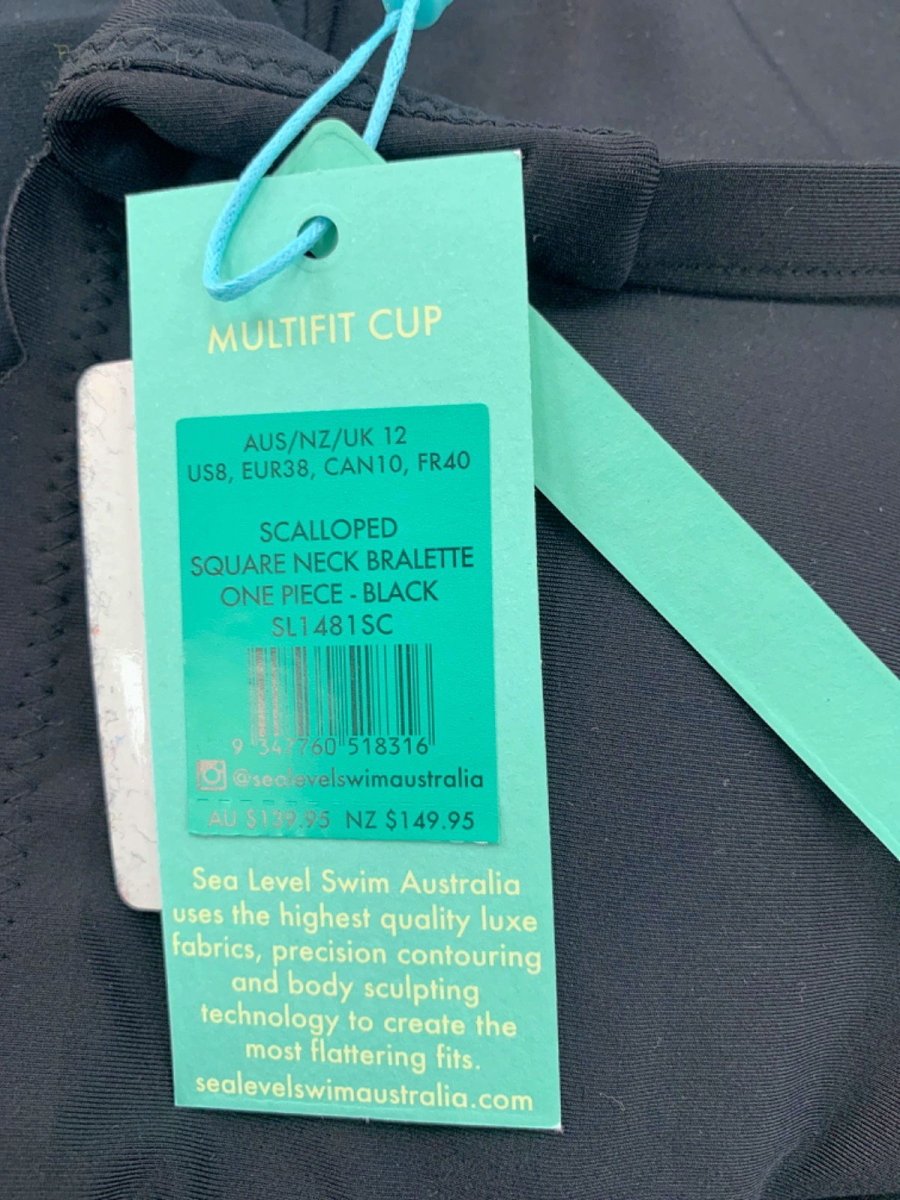 MULTIFIT CUP
AUS/NZ/UK 12
US8, EUR38, CAN10, FR40
SCALLOPED
SQUARE NECK BRALETTE
ONE PIECE - BLACK
SL1481SC
9 347760 518316
@sealevelswimaustralia
AU $139.95 NZ $149.95
Sea Level Swim Australia
uses the highest quality luxe
fabrics, precision contouring
and body sculpting
technology to create the
most flattering fits.
sealevelswimaustralia.com